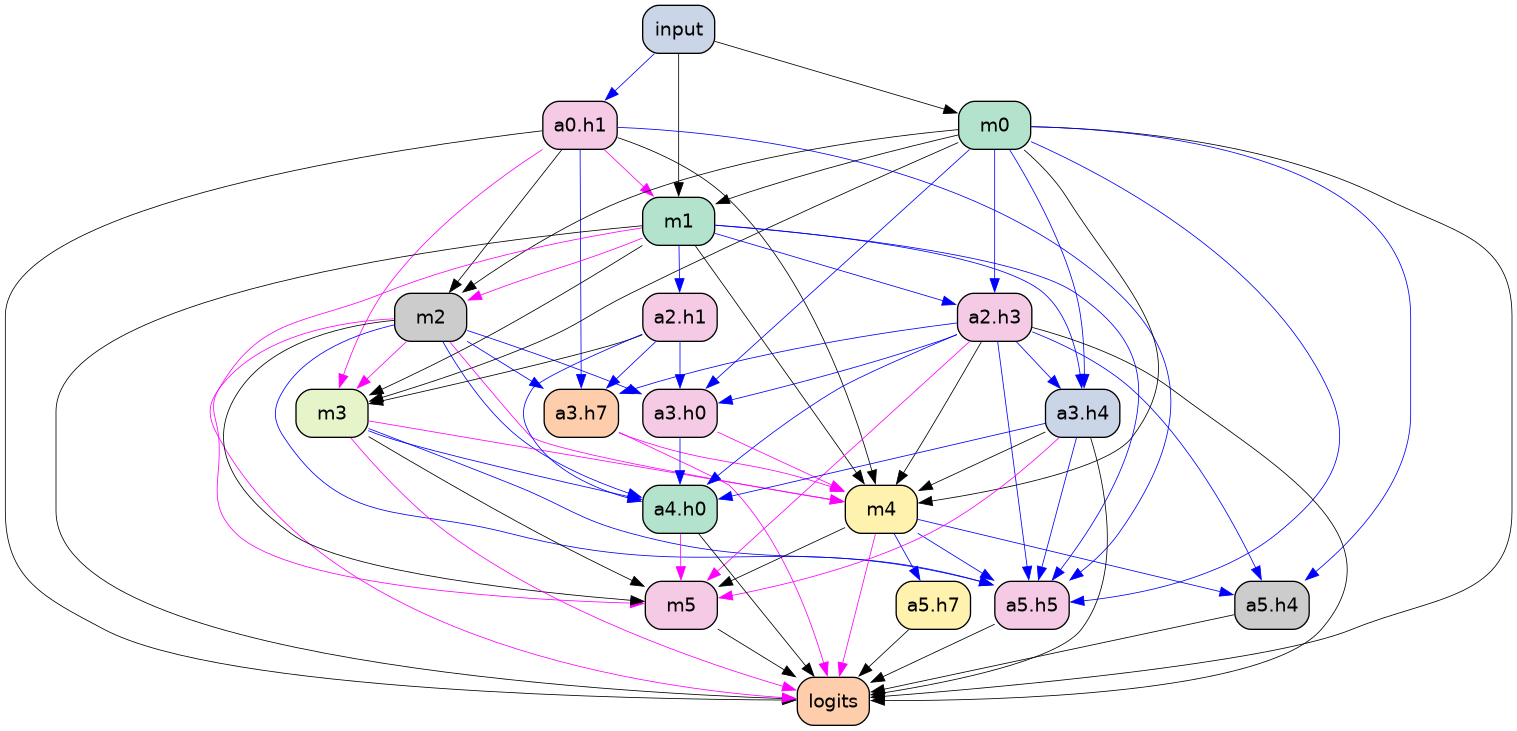 input
a0.h1
m0
m1
m2
a2.h1
a2.h3
m3
a3.h7
a3.h0
a3.h4
a4.h0
m4
m5
a5.h7
a5.h5
a5.h4
logits